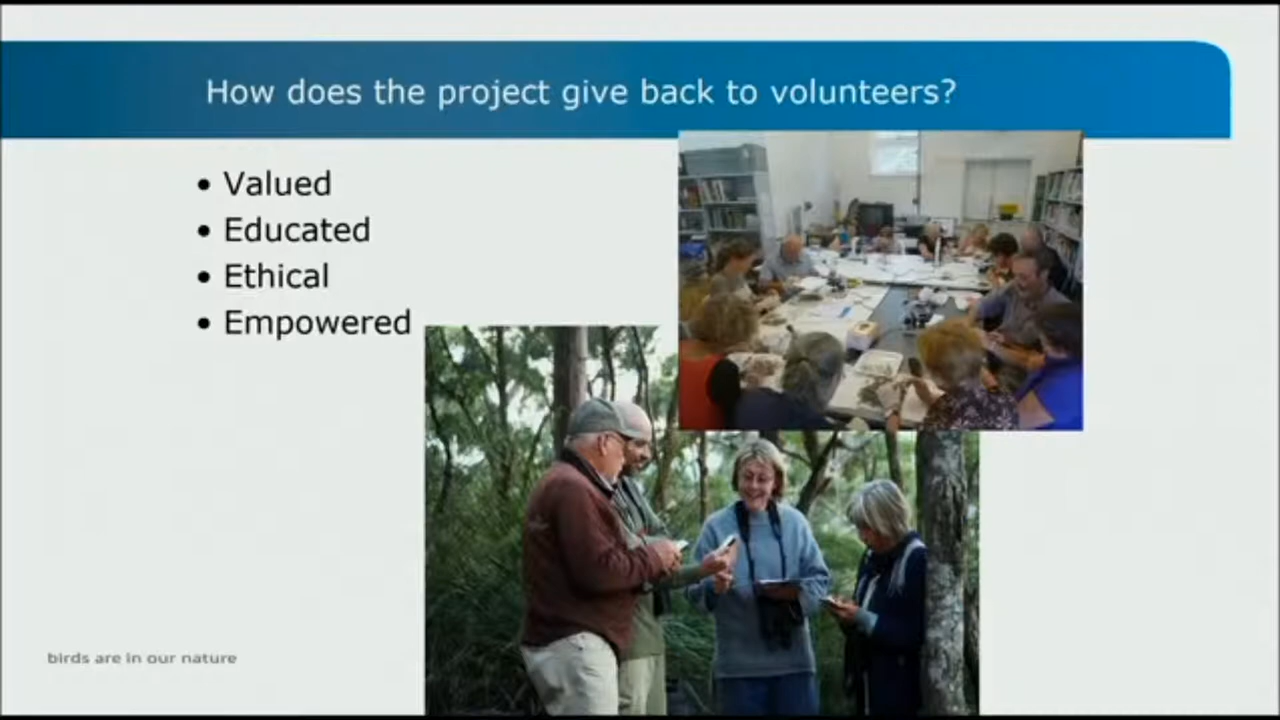 How does the project give back to volunteers?
• Valued
• Educated
• Ethical
• Empowered
birds are in our nature